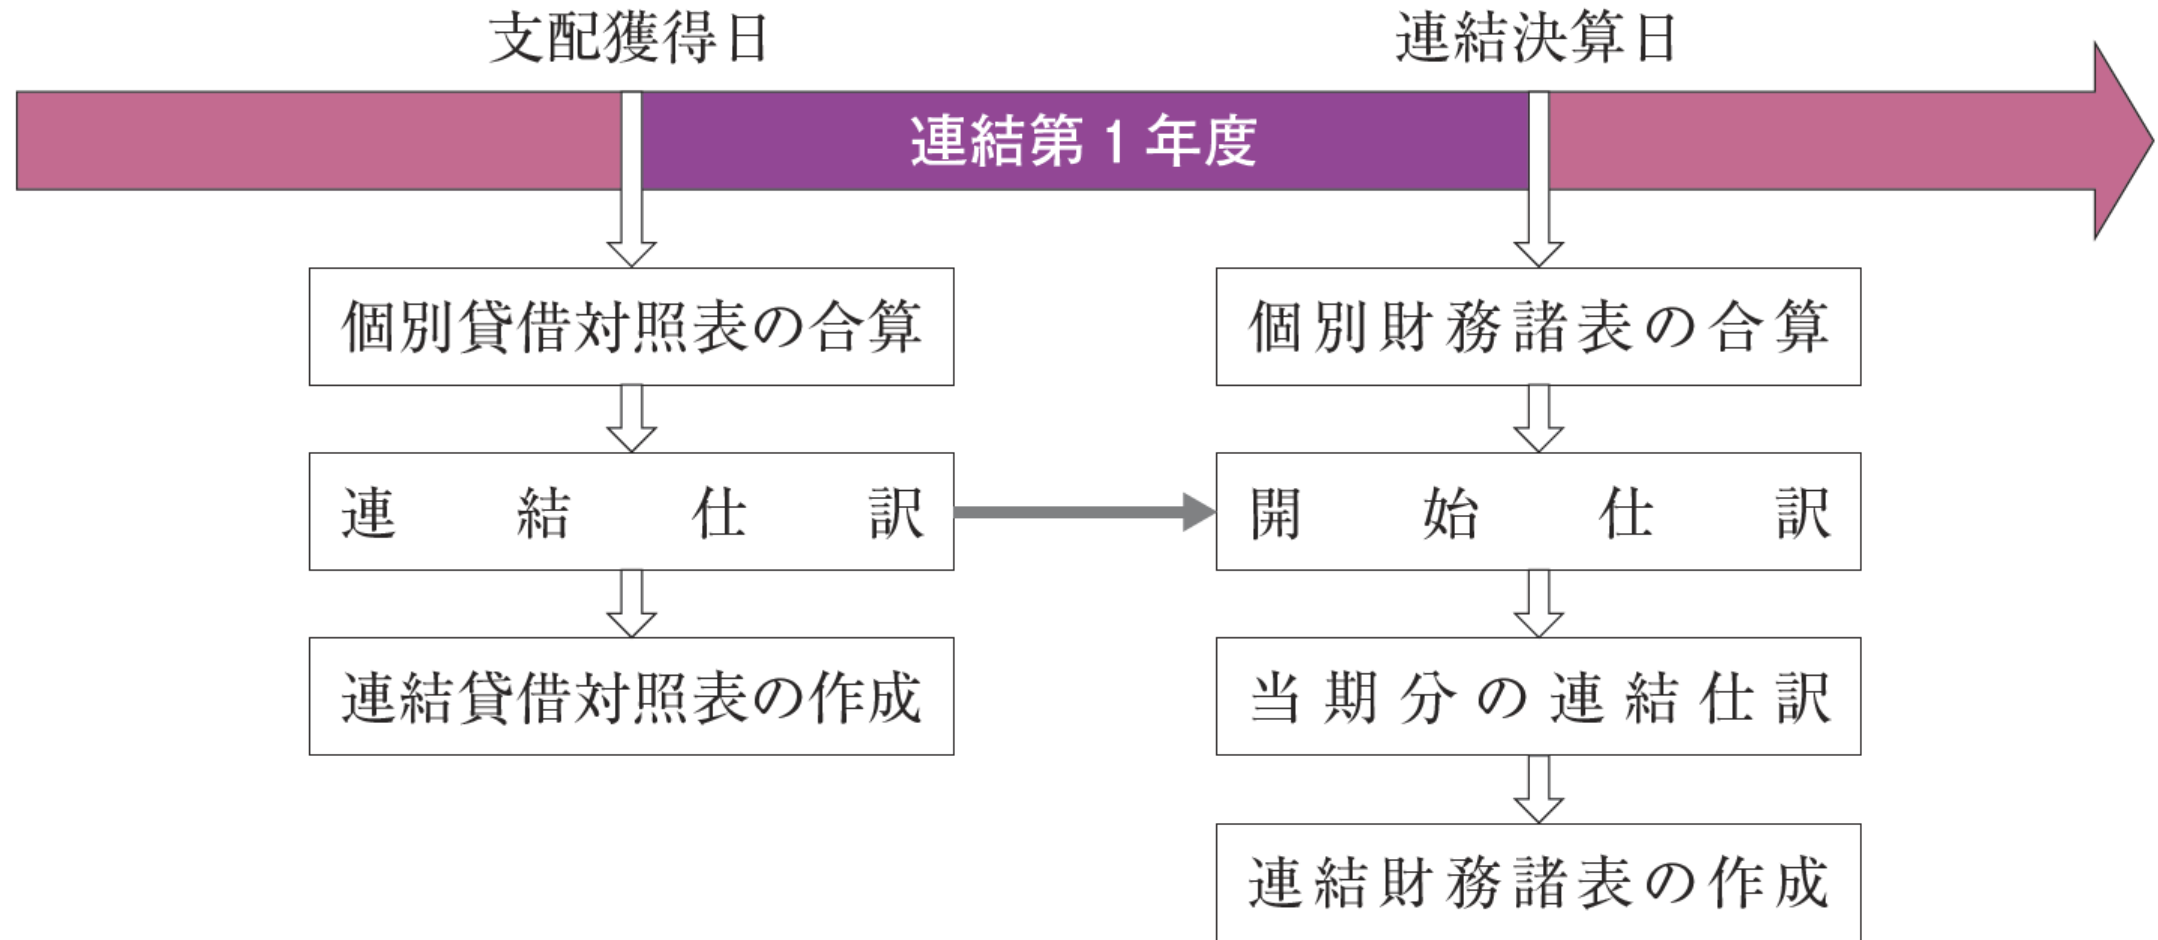 支配獲得日
連結決算日
連結第1年度
個別貸借対照表の合算
連結仕訳
連結貸借対照表の作成
個別財務諸表の合算
開始仕訳
当期分の連結仕訳
連結財務諸表の作成